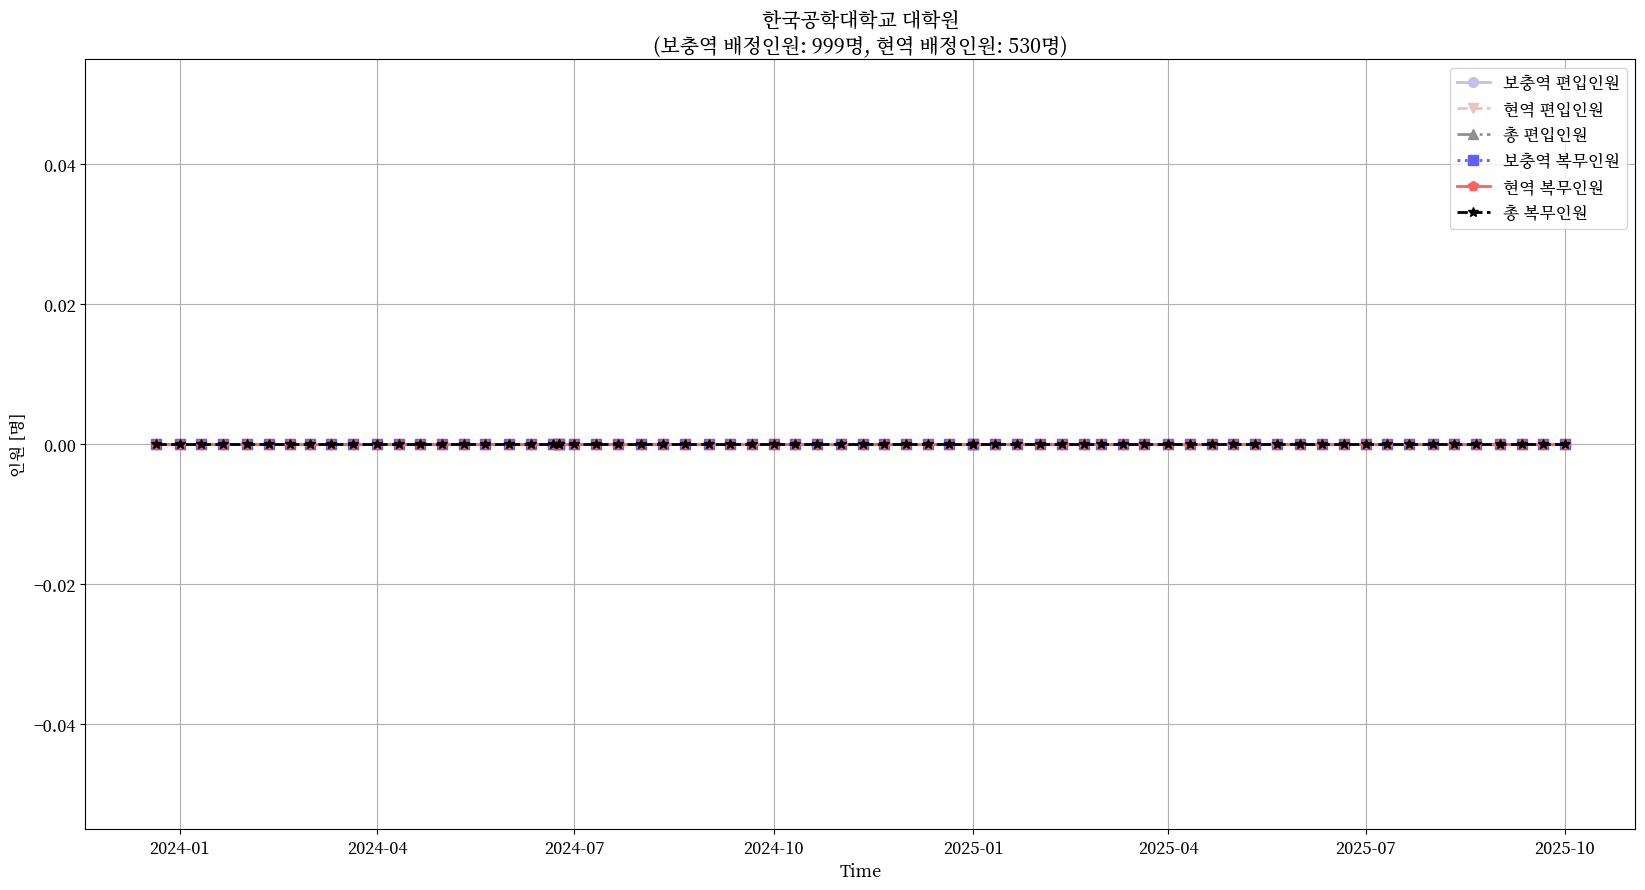 한국공학대학교 대학원
(보충역 배정인원: 999명, 현역 배정인원: 530명)
보충역 편입인원
현역 편입인원
총 편입인원
보충역 복무인원
현역 복무인원
총 복무인원
인원 [명]
0.04
0.02
0.00
−0.02
−0.04
2024-01
2024-04
2024-07
2024-10
2025-01
2025-04
2025-07
2025-10
Time